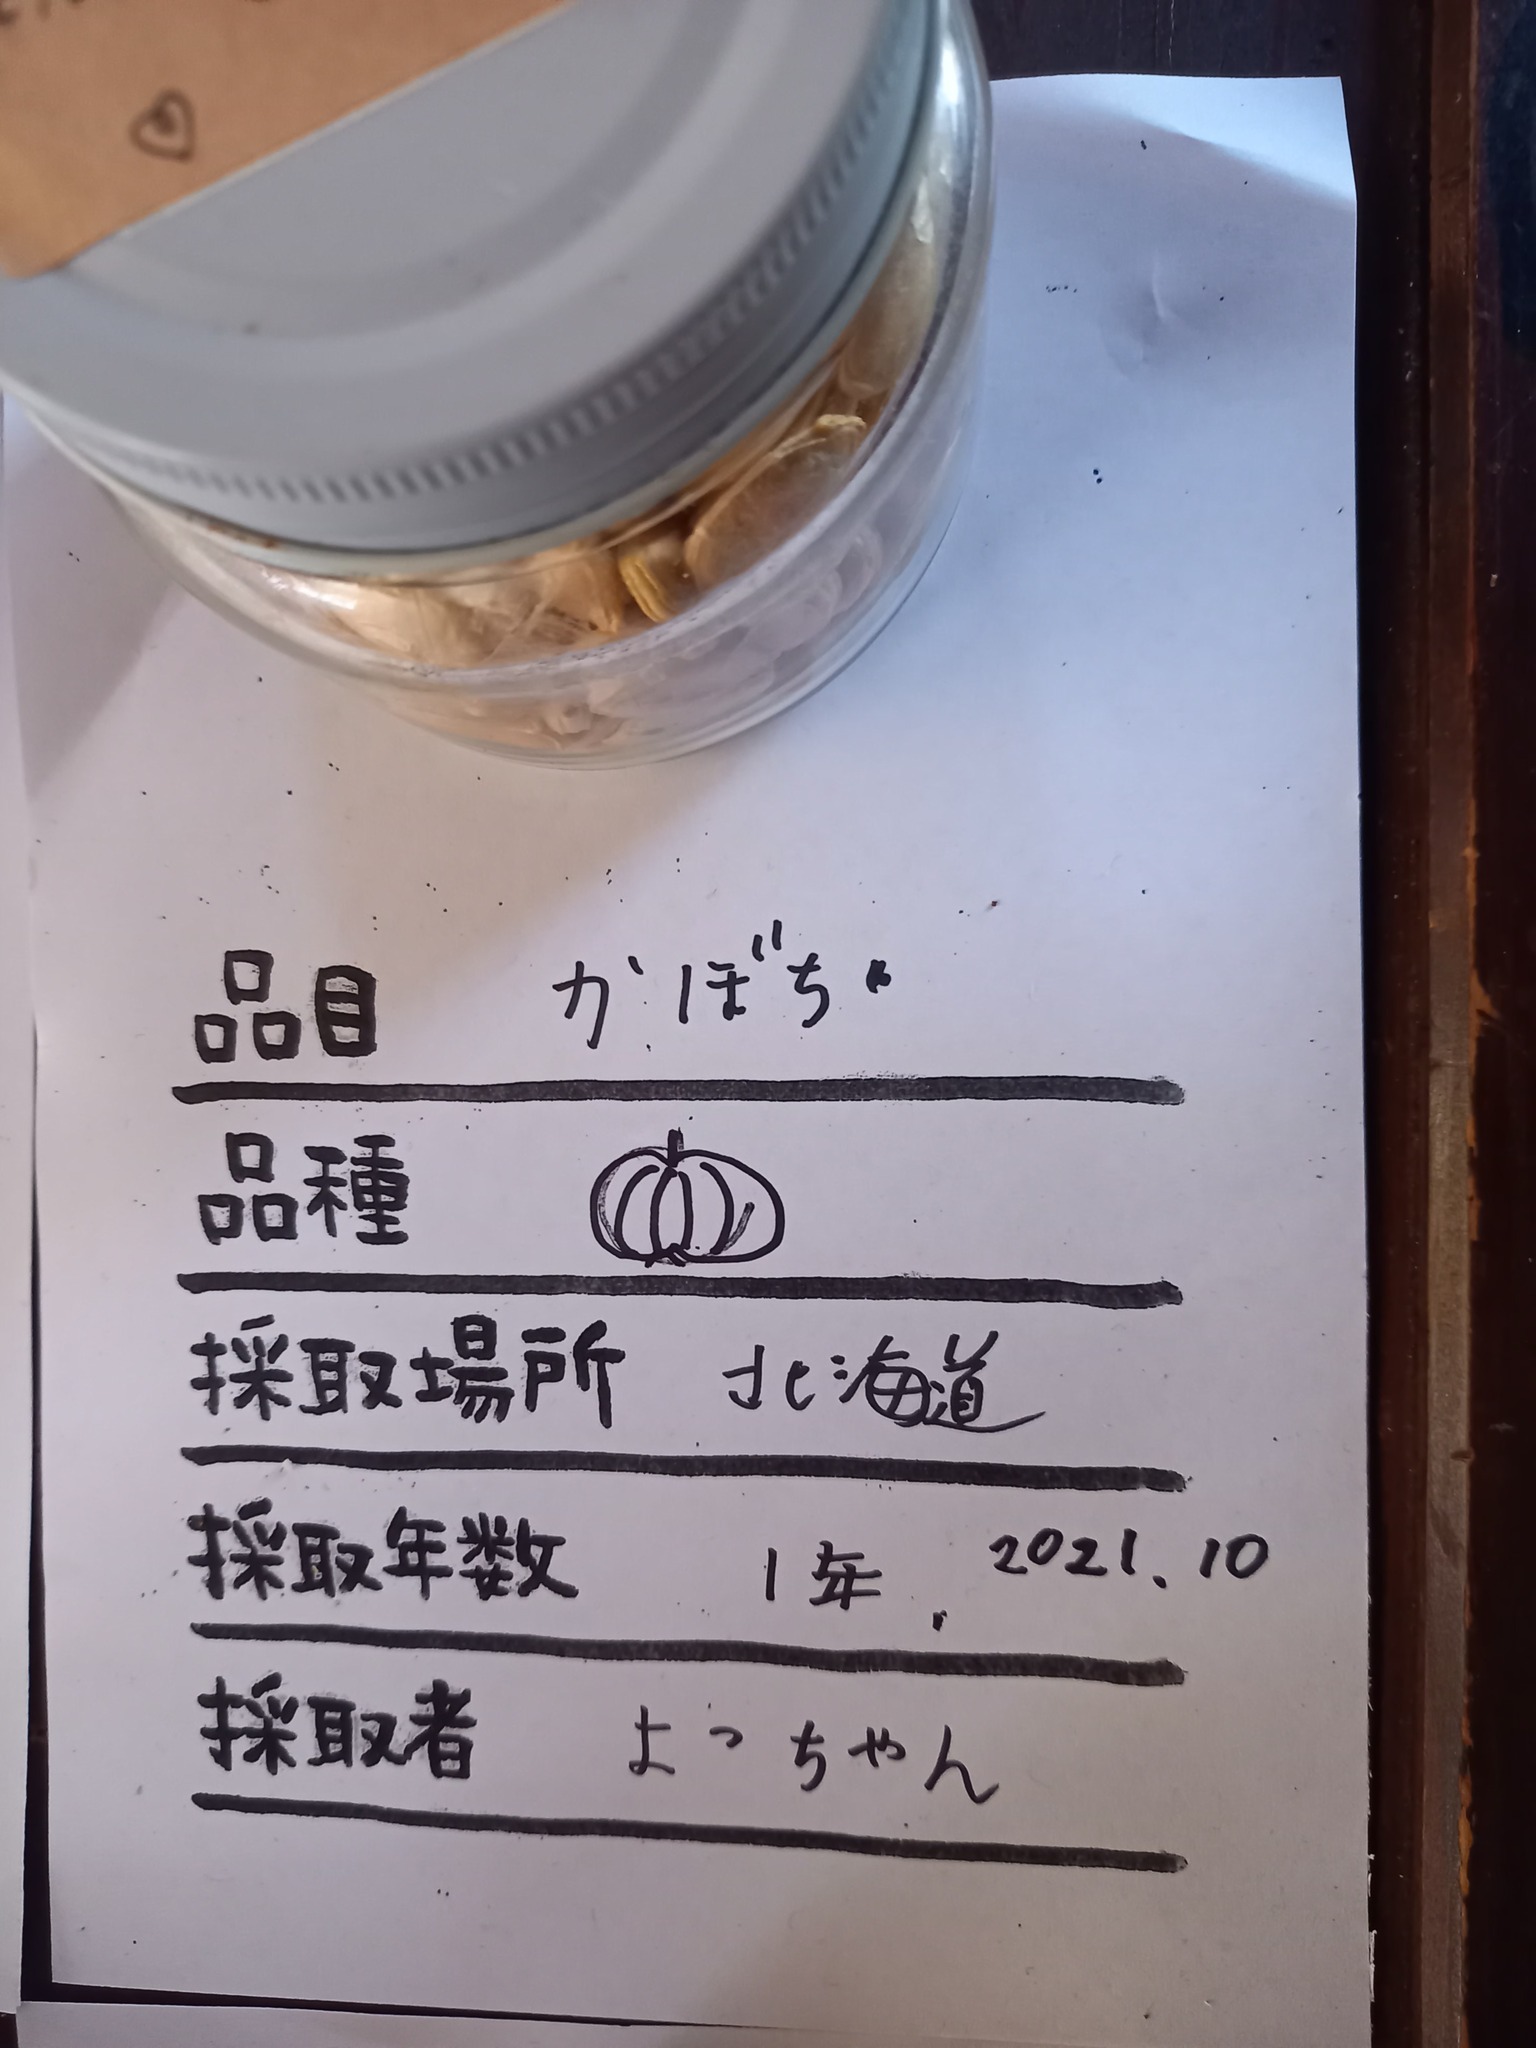 品目 かぼちゃ
品種
採取場所 北海道
採取年数 1年. 2021.10
採取者 よっちゃん